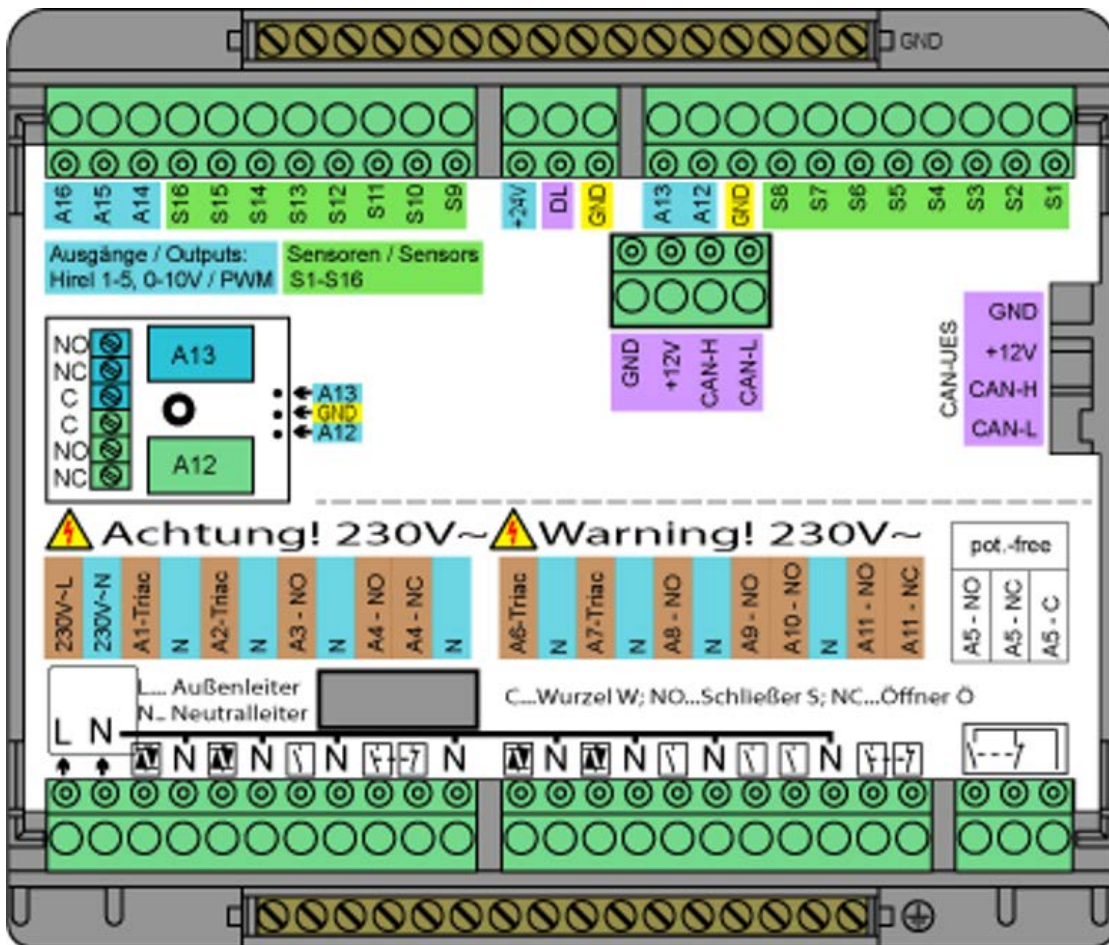 GND
A16 A15 A14 S16 S15 S14 S13 S12 S11 S10 S9 +24V DL GND A13 A12 GND S8 S7 S6 S5 S4 S3 S2 S1
Ausgänge / Outputs:
Hirel 1-5, 0-10V / PWM
Sensoren / Sensors
S1-S16
GND +12V CAN-H CAN-L
CAN-UES
GND
+12V
CAN-H
CAN-L
NO
NC
C
C
NO
NC
A13
A12
A13
GND
A12
Achtung! 230V~
Warning! 230V~
pot.-free
230V~L 230V~N A1-Triac N A2-Triac N A3 - NO N A4 - NO A4 - NC N A6-Triac N A7-Triac N A8 - NO N A9 - NO A10 - NO N A11 - NO A11 - NC A5 - NO A5 - NC A5 - C
L... Außenleiter
N.. Neutralleiter
C...Wurzel W; NO...Schließer S; NC...Öffner Ö
L N N N N N N N N N